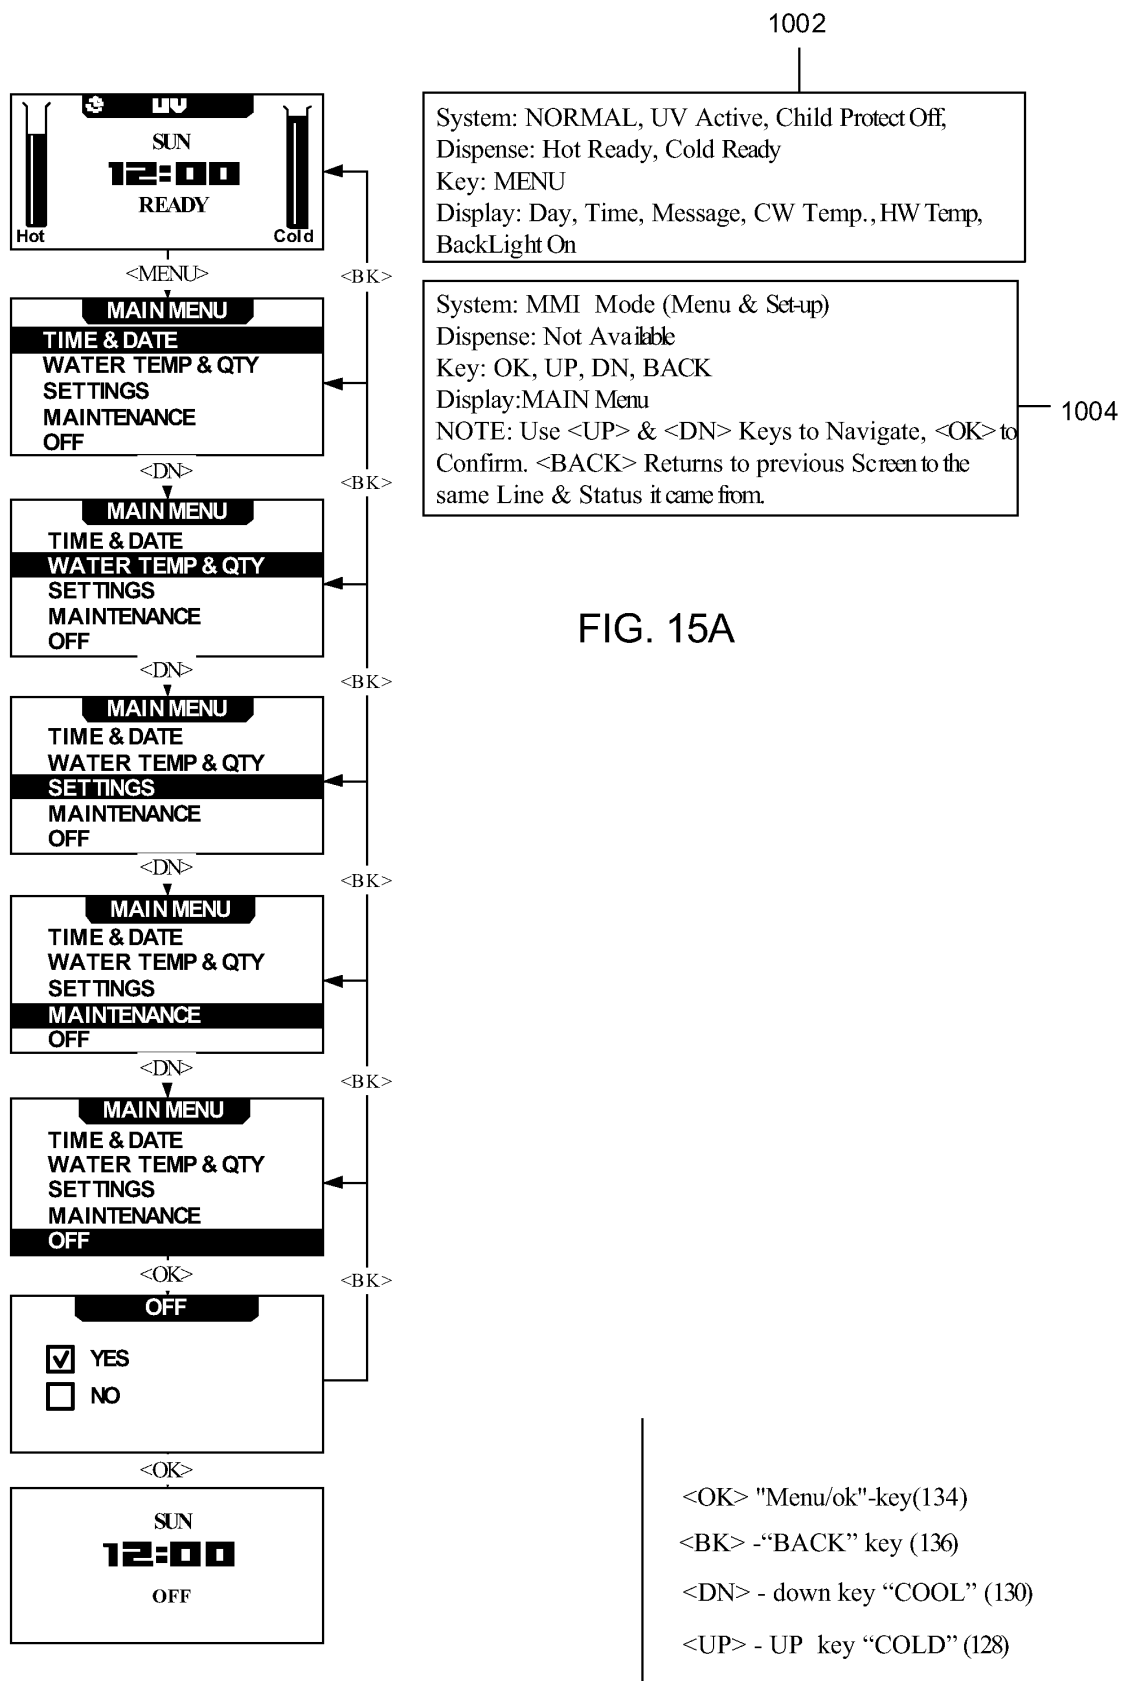 1002
UV
SUN
12:00
READY
Hot
Cold
System: NORMAL, UV Active, Child Protect Off,
Dispense: Hot Ready, Cold Ready
Key: MENU
Display: Day, Time, Message, CW Temp., HW Temp,
BackLight On
<MENU>
<BK>
MAIN MENU
TIME & DATE
WATER TEMP & QTY
SETTINGS
MAINTENANCE
OFF
System: MMI Mode (Menu & Set-up)
Dispense: Not Available
Key: OK, UP, DN, BACK
Display:MAIN Menu
NOTE: Use <UP> & <DN> Keys to Navigate, <OK> to
Confirm. <BACK> Returns to previous Screen to the
same Line & Status it came from.
1004
<DN>
<BK>
MAIN MENU
TIME & DATE
WATER TEMP & QTY
SETTINGS
MAINTENANCE
OFF
FIG. 15A
<DN>
<BK>
MAIN MENU
TIME & DATE
WATER TEMP & QTY
SETTINGS
MAINTENANCE
OFF
<DN>
<BK>
MAIN MENU
TIME & DATE
WATER TEMP & QTY
SETTINGS
MAINTENANCE
OFF
<DN>
<BK>
MAIN MENU
TIME & DATE
WATER TEMP & QTY
SETTINGS
MAINTENANCE
OFF
<OK>
<BK>
OFF
YES
NO
<OK>
SUN
12:00
OFF
<OK> "Menu/ok"-key(134)
<BK> -“BACK” key (136)
<DN> - down key “COOL” (130)
<UP> - UP key “COLD” (128)